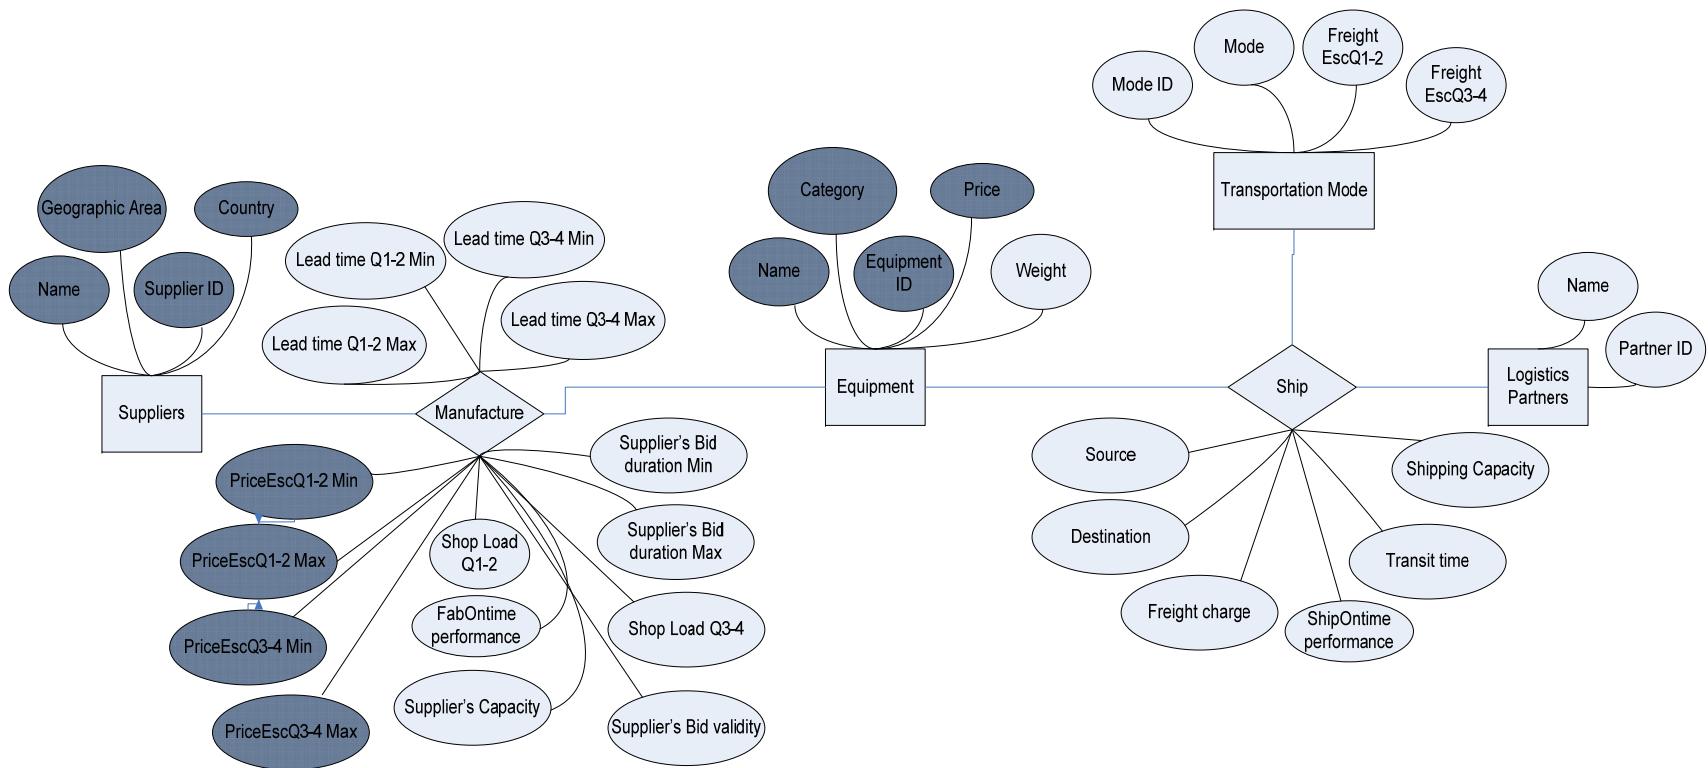 Mode
Freight
EscQ1-2
Mode ID
Freight
EscQ3-4
Transportation Mode
Geographic Area
Country
Name
Supplier ID
Suppliers
Lead time Q1-2 Min
Lead time Q3-4 Min
Lead time Q1-2 Max
Lead time Q3-4 Max
Manufacture
Category
Price
Name
Equipment
ID
Weight
Equipment
Ship
Name
Partner ID
Logistics
Partners
PriceEscQ1-2 Min
PriceEscQ1-2 Max
PriceEscQ3-4 Min
PriceEscQ3-4 Max
Shop Load
Q1-2
FabOntime
performance
Supplier's Capacity
Supplier's Bid
duration Min
Supplier's Bid
duration Max
Shop Load Q3-4
Supplier's Bid validity
Source
Destination
Freight charge
ShipOntime
performance
Transit time
Shipping Capacity